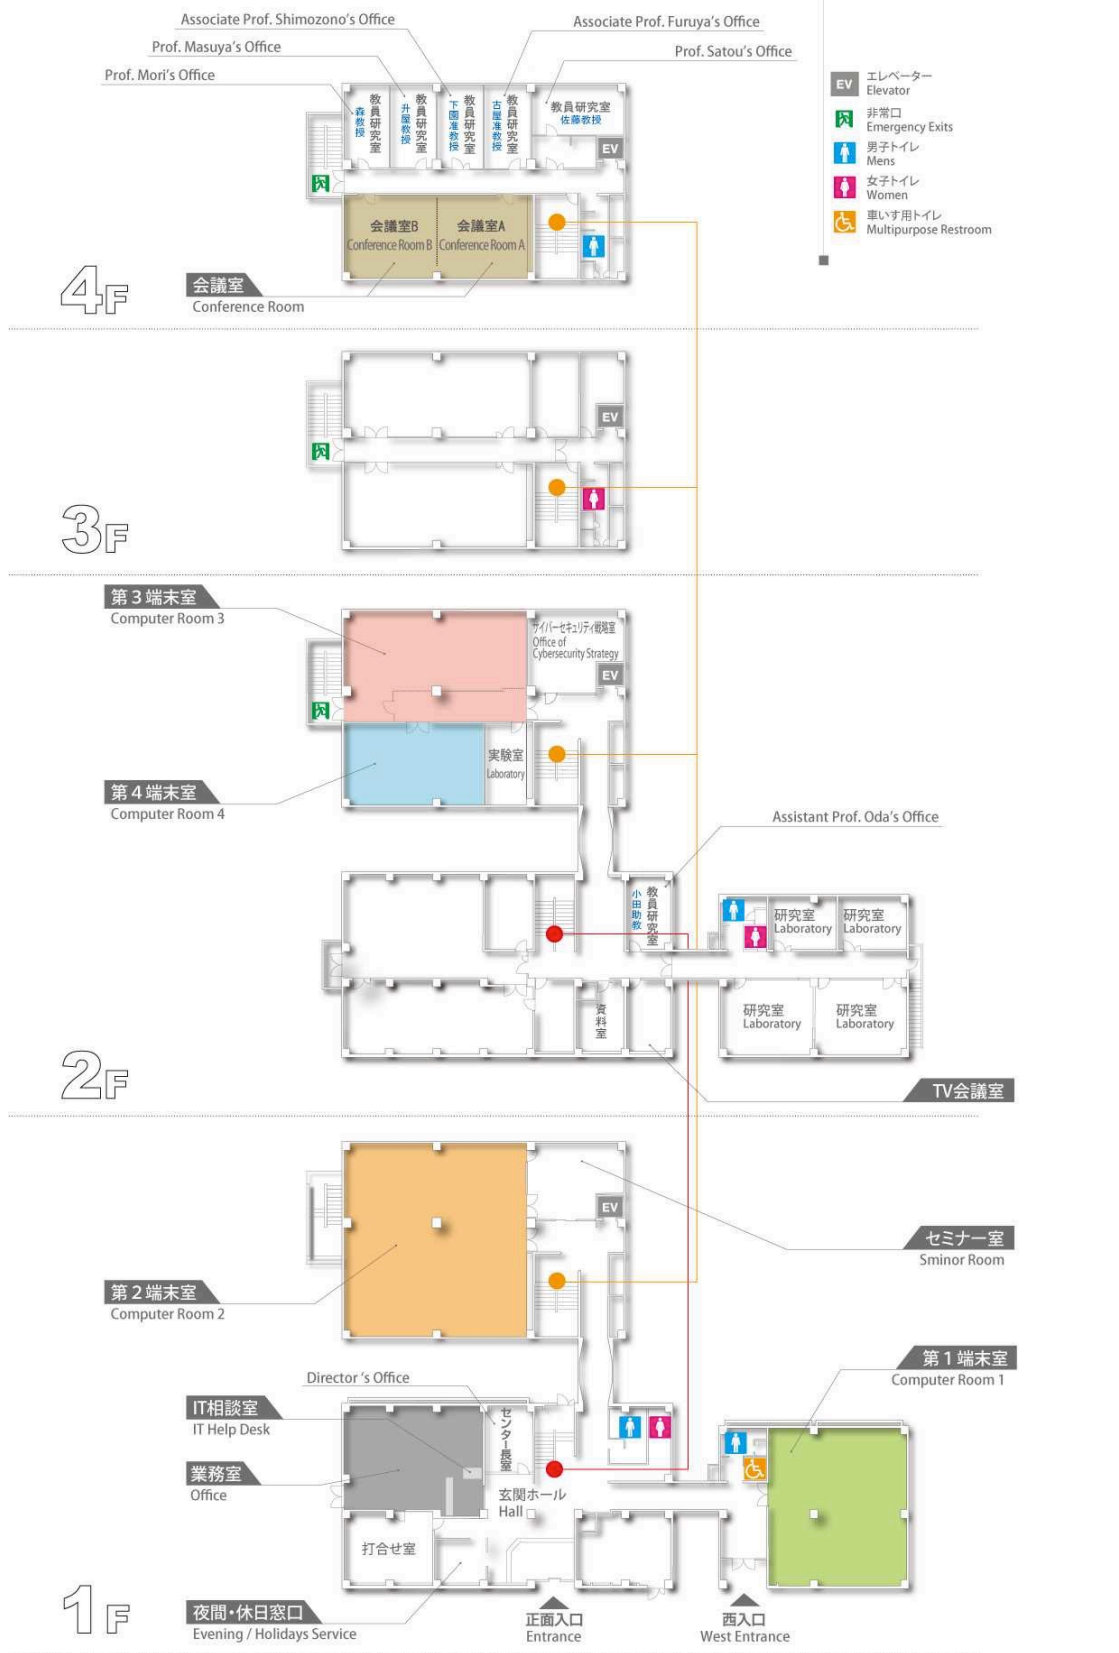 Associate Prof. Shimozono's Office
Associate Prof. Furuya's Office
Prof. Masuya's Office
Prof. Satou's Office
Prof. Mori's Office
EV
エレベーター
Elevator
非常口
Emergency Exits
男子トイレ
Mens
女子トイレ
Women
車いす用トイレ
Multipurpose Restroom
教員研究室
森教授
教員研究室
升屋教授
教員研究室
下園准教授
教員研究室
古屋准教授
教員研究室
佐藤教授
EV
会議室B
Conference Room B
会議室A
Conference Room A
会議室
Conference Room
4F
EV
3F
第3端末室
Computer Room 3
サイバーセキュリティ戦略室
Office of
Cybersecurity Strategy
EV
実験室
Laboratory
第4端末室
Computer Room 4
Assistant Prof. Oda's Office
教員研究室
小田助教
研究室
Laboratory
研究室
Laboratory
資料室
研究室
Laboratory
研究室
Laboratory
2F
TV会議室
EV
セミナー室
Sminor Room
第2端末室
Computer Room 2
第1端末室
Computer Room 1
Director 's Office
IT相談室
IT Help Desk
センター長室
業務室
Office
玄関ホール
Hall
打合せ室
1F
夜間・休日窓口
Evening / Holidays Service
正面入口
Entrance
西入口
West Entrance